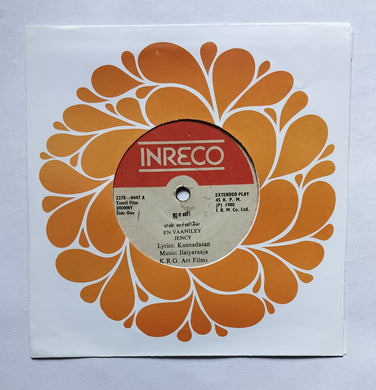 INRECO
2278-0447 A
Tamil Film
JHONNY
Side One
EXTENDED PLAY
45 R. P. M.
(P) 1980
I. R. M. Co. Ltd.
ஜானி
என் வானிலே
EN VAANILEY
JENCY
Lyrics: Kannadasan
Music: Ilaiyaraaja
K.R.G. Art Films